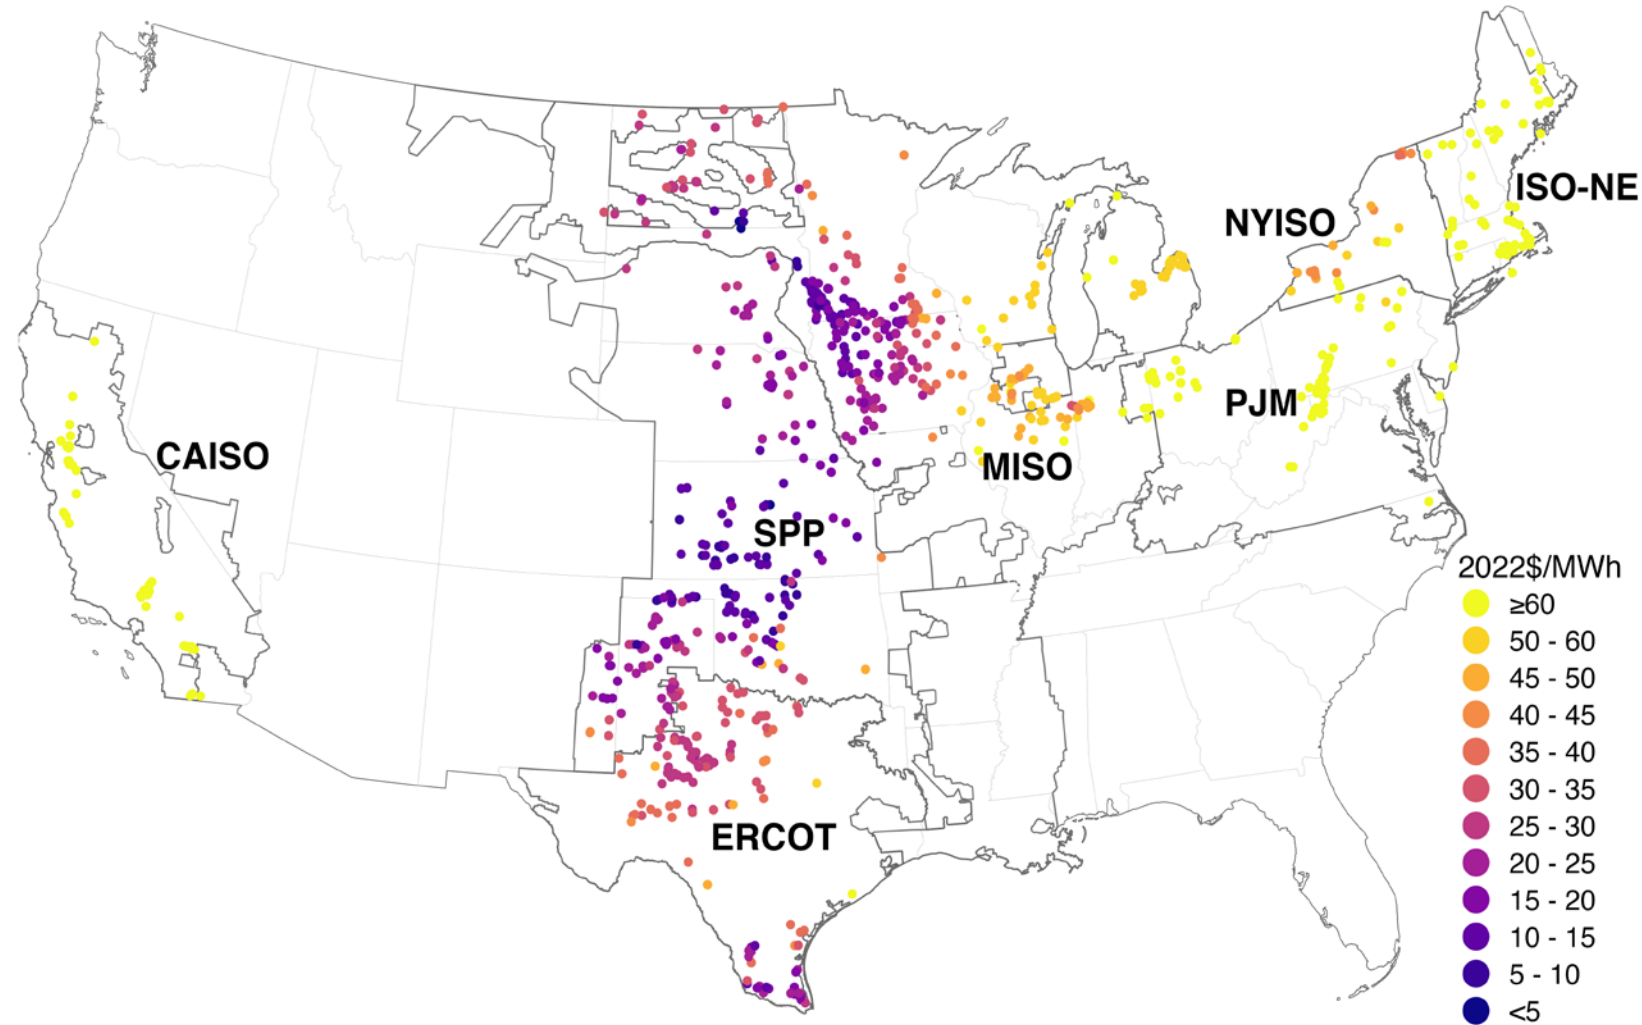 ISO-NE
NYISO
PJM
CAISO
MISO
SPP
ERCOT
2022$/MWh
≥60
50 - 60
45 - 50
40 - 45
35 - 40
30 - 35
25 - 30
20 - 25
15 - 20
10 - 15
5 - 10
<5